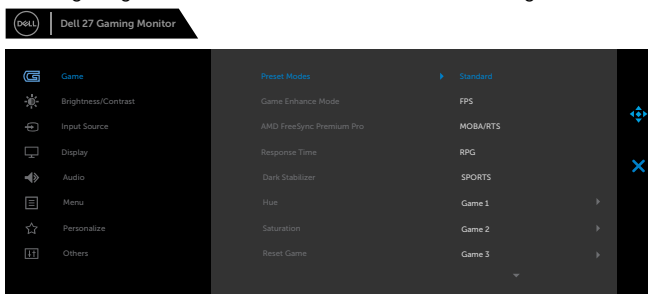 DELL
Dell 27 Gaming Monitor
Game
Preset Modes
Standard
Brightness/Contrast
Game Enhance Mode
FPS
Input Source
AMD FreeSync Premium Pro
MOBA/RTS
Display
Response Time
RPG
Audio
Dark Stabilizer
SPORTS
Menu
Hue
Game 1
Personalize
Saturation
Game 2
Others
Reset Game
Game 3